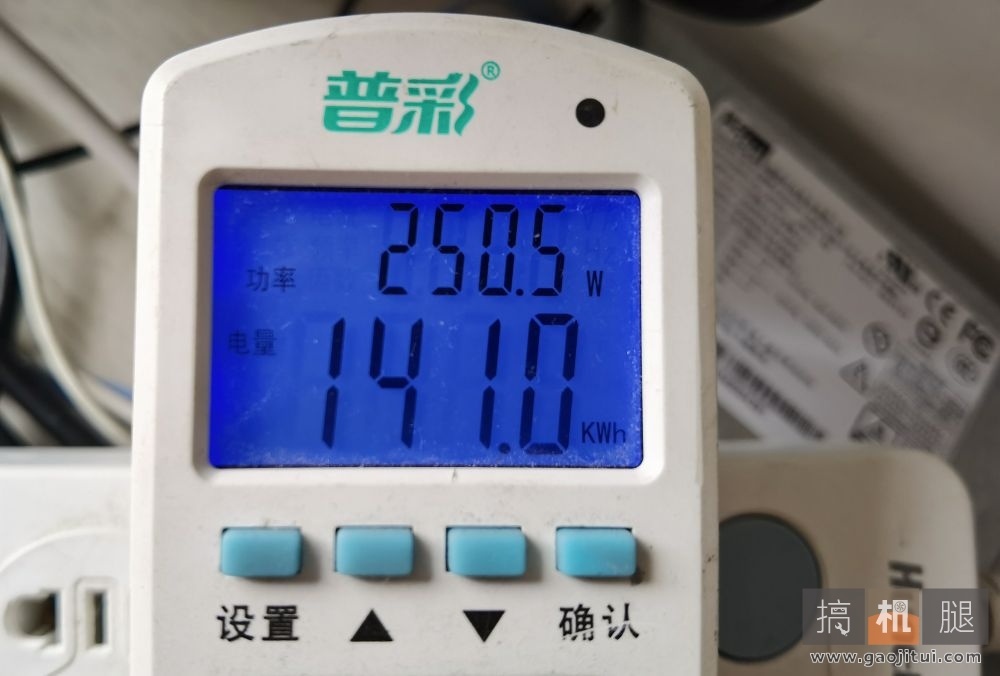 普彩®
250.5 W
功率
电量
141.0 KWh
设置 ▲ ▼ 确认
搞机腿
www.gaojitui.com